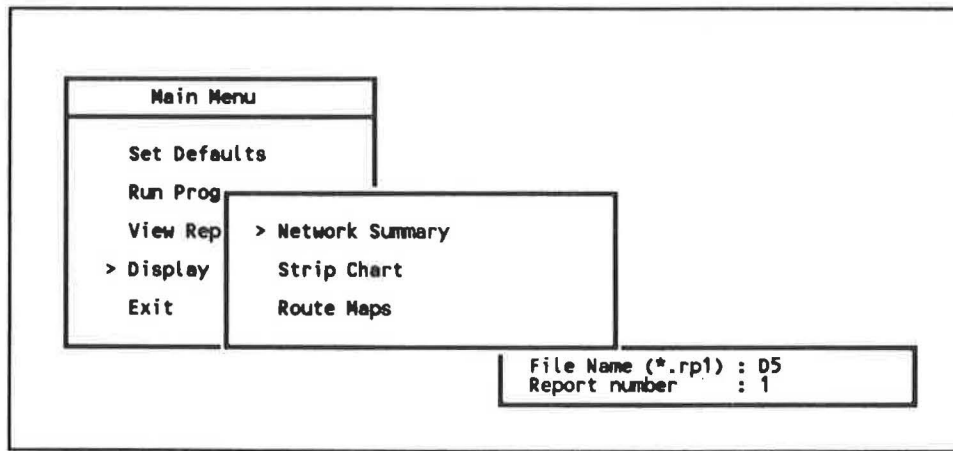 Main Menu
Set Defaults
Run Prog
View Rep
> Display
Exit
> Network Summary
Strip Chart
Route Maps
File Name (*.rp1) : D5
Report number : 1